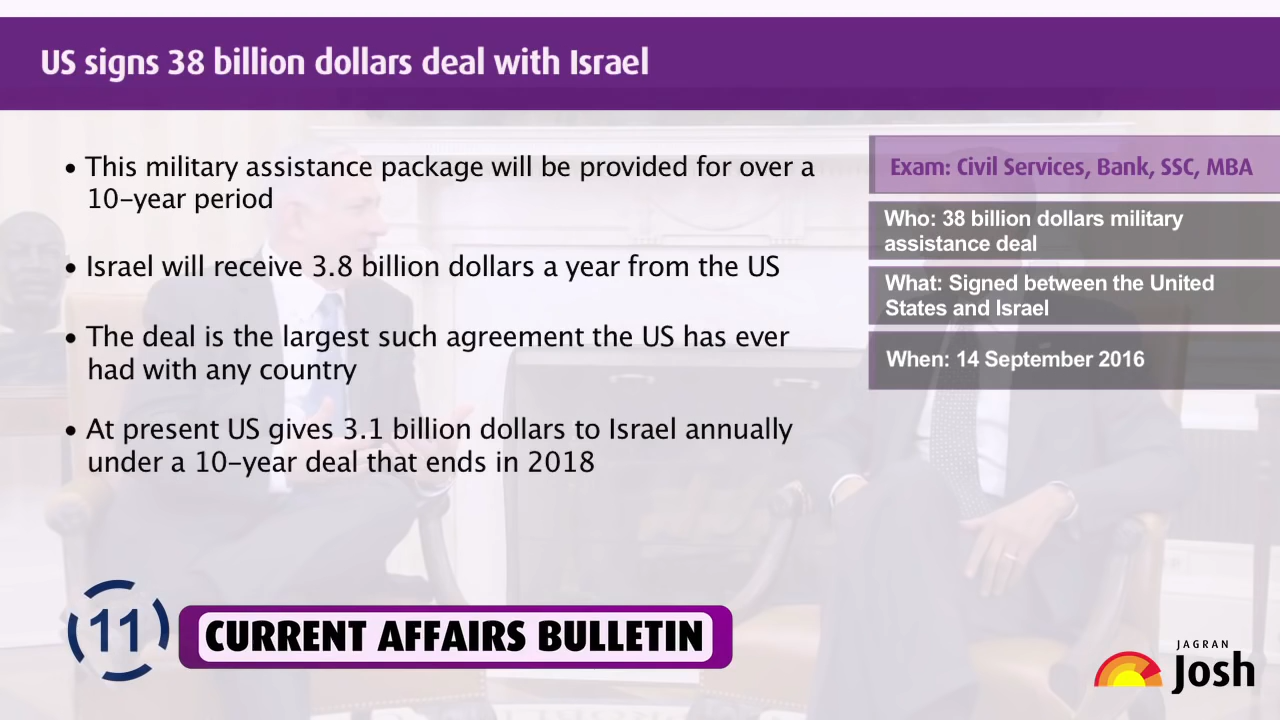 US signs 38 billion dollars deal with Israel
• This military assistance package will be provided for over a
10-year period
• Israel will receive 3.8 billion dollars a year from the US
• The deal is the largest such agreement the US has ever
had with any country
• At present US gives 3.1 billion dollars to Israel annually
under a 10-year deal that ends in 2018
Exam: Civil Services, Bank, SSC, MBA
Who: 38 billion dollars military
assistance deal
What: Signed between the United
States and Israel
When: 14 September 2016
11
CURRENT AFFAIRS BULLETIN
JAGRAN
Josh